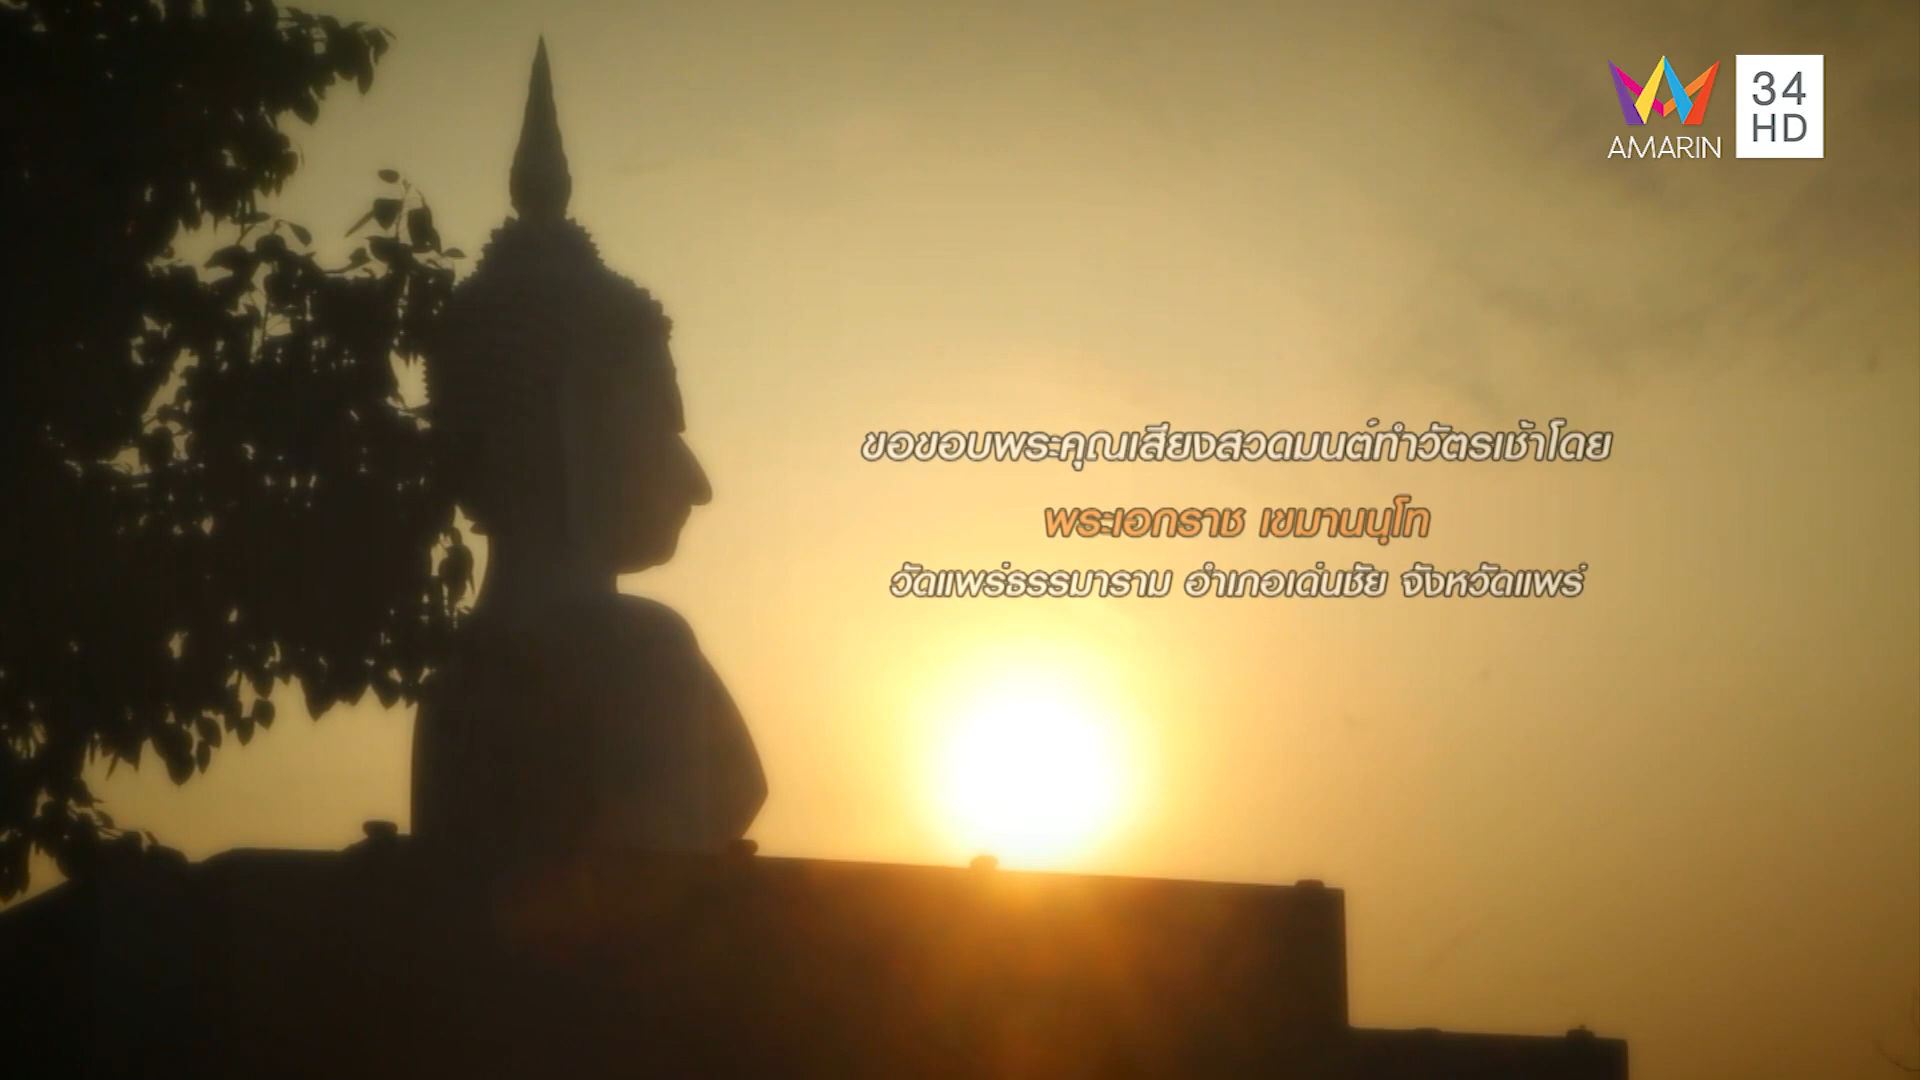 AMARIN
34
HD
ขอขอบพระคุณเสียงสวดมนต์ทำวัตรเช้าโดย
พระเอกราช เขมานนฺโท
วัดแพร่ธรรมาราม อำเภอเด่นชัย จังหวัดแพร่